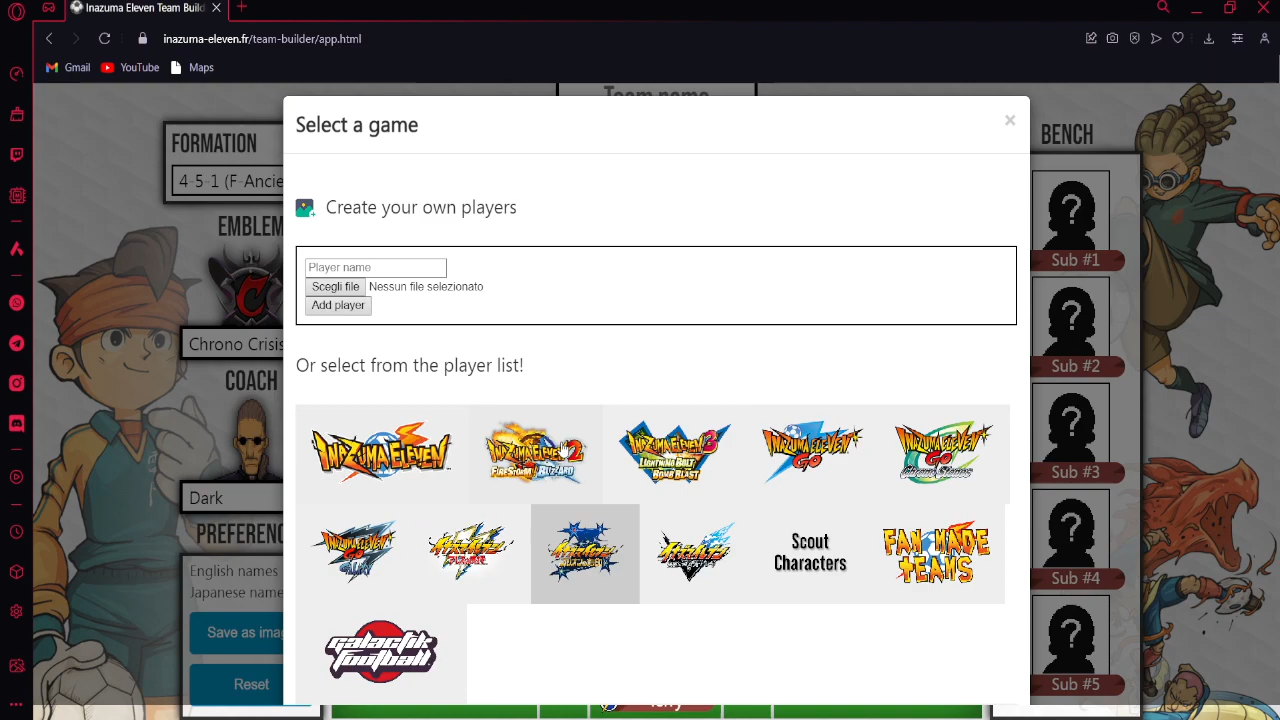 Inazuma Eleven Team Build
inazuma-eleven.fr/team-builder/app.html
Gmail
YouTube
Maps
Team name
Select a game
×
FORMATION
4-5-1 (F-Ancie
EMBLEM
Chrono Crisis
COACH
Dark
PREFERENC
English names
Japanese name
Save as imag
Reset
Create your own players
Player name
Scegli file Nessun file selezionato
Add player
Or select from the player list!
INAZUMA ELEVEN
INAZUMA ELEVEN 2
FIRESTORM BLIZZARD
INAZUMA ELEVEN 3
LIGHTNING BOLT
BOMB BLAST
INAZUMA ELEVEN
GO
INAZUMA ELEVEN
GO
Chrono Stones
INAZUMA ELEVEN
GO
Scout
Characters
FAN MADE
TEAMS
galactik
football
BENCH
Sub #1
Sub #2
Sub #3
Sub #4
Sub #5